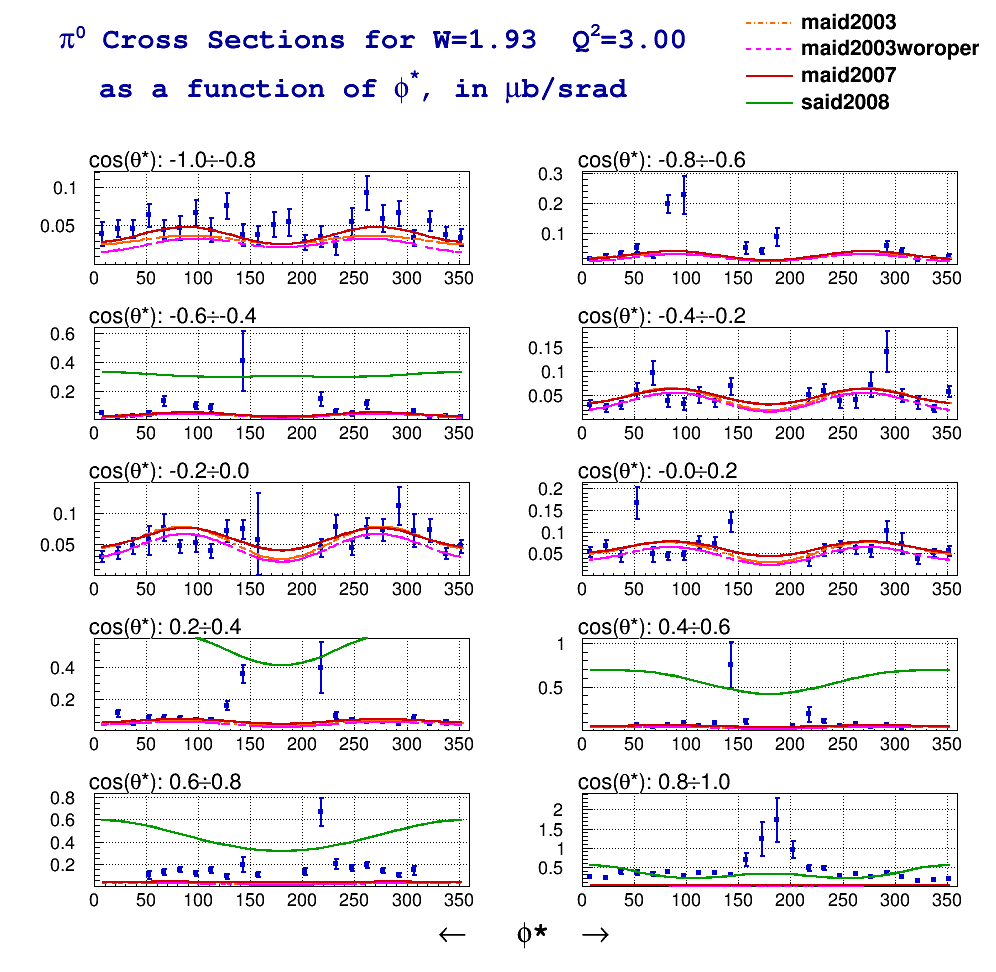 π⁰ Cross Sections for W=1.93 Q²=3.00
as a function of ϕ*, in μb/srad
maid2003
maid2003woroper
maid2007
said2008
cos(θ*): -1.0÷-0.8
0.1
0.05
0 50 100 150 200 250 300 350
cos(θ*): -0.8÷-0.6
0.3
0.2
0.1
0 50 100 150 200 250 300 350
cos(θ*): -0.6÷-0.4
0.6
0.4
0.2
0 50 100 150 200 250 300 350
cos(θ*): -0.4÷-0.2
0.15
0.1
0.05
0 50 100 150 200 250 300 350
cos(θ*): -0.2÷0.0
0.1
0.05
0 50 100 150 200 250 300 350
cos(θ*): -0.0÷0.2
0.2
0.15
0.1
0.05
0 50 100 150 200 250 300 350
cos(θ*): 0.2÷0.4
0.4
0.2
0 50 100 150 200 250 300 350
cos(θ*): 0.4÷0.6
1
0.5
0 50 100 150 200 250 300 350
cos(θ*): 0.6÷0.8
0.8
0.6
0.4
0.2
0 50 100 150 200 250 300 350
cos(θ*): 0.8÷1.0
2
1.5
1
0.5
0 50 100 150 200 250 300 350
← ϕ* →